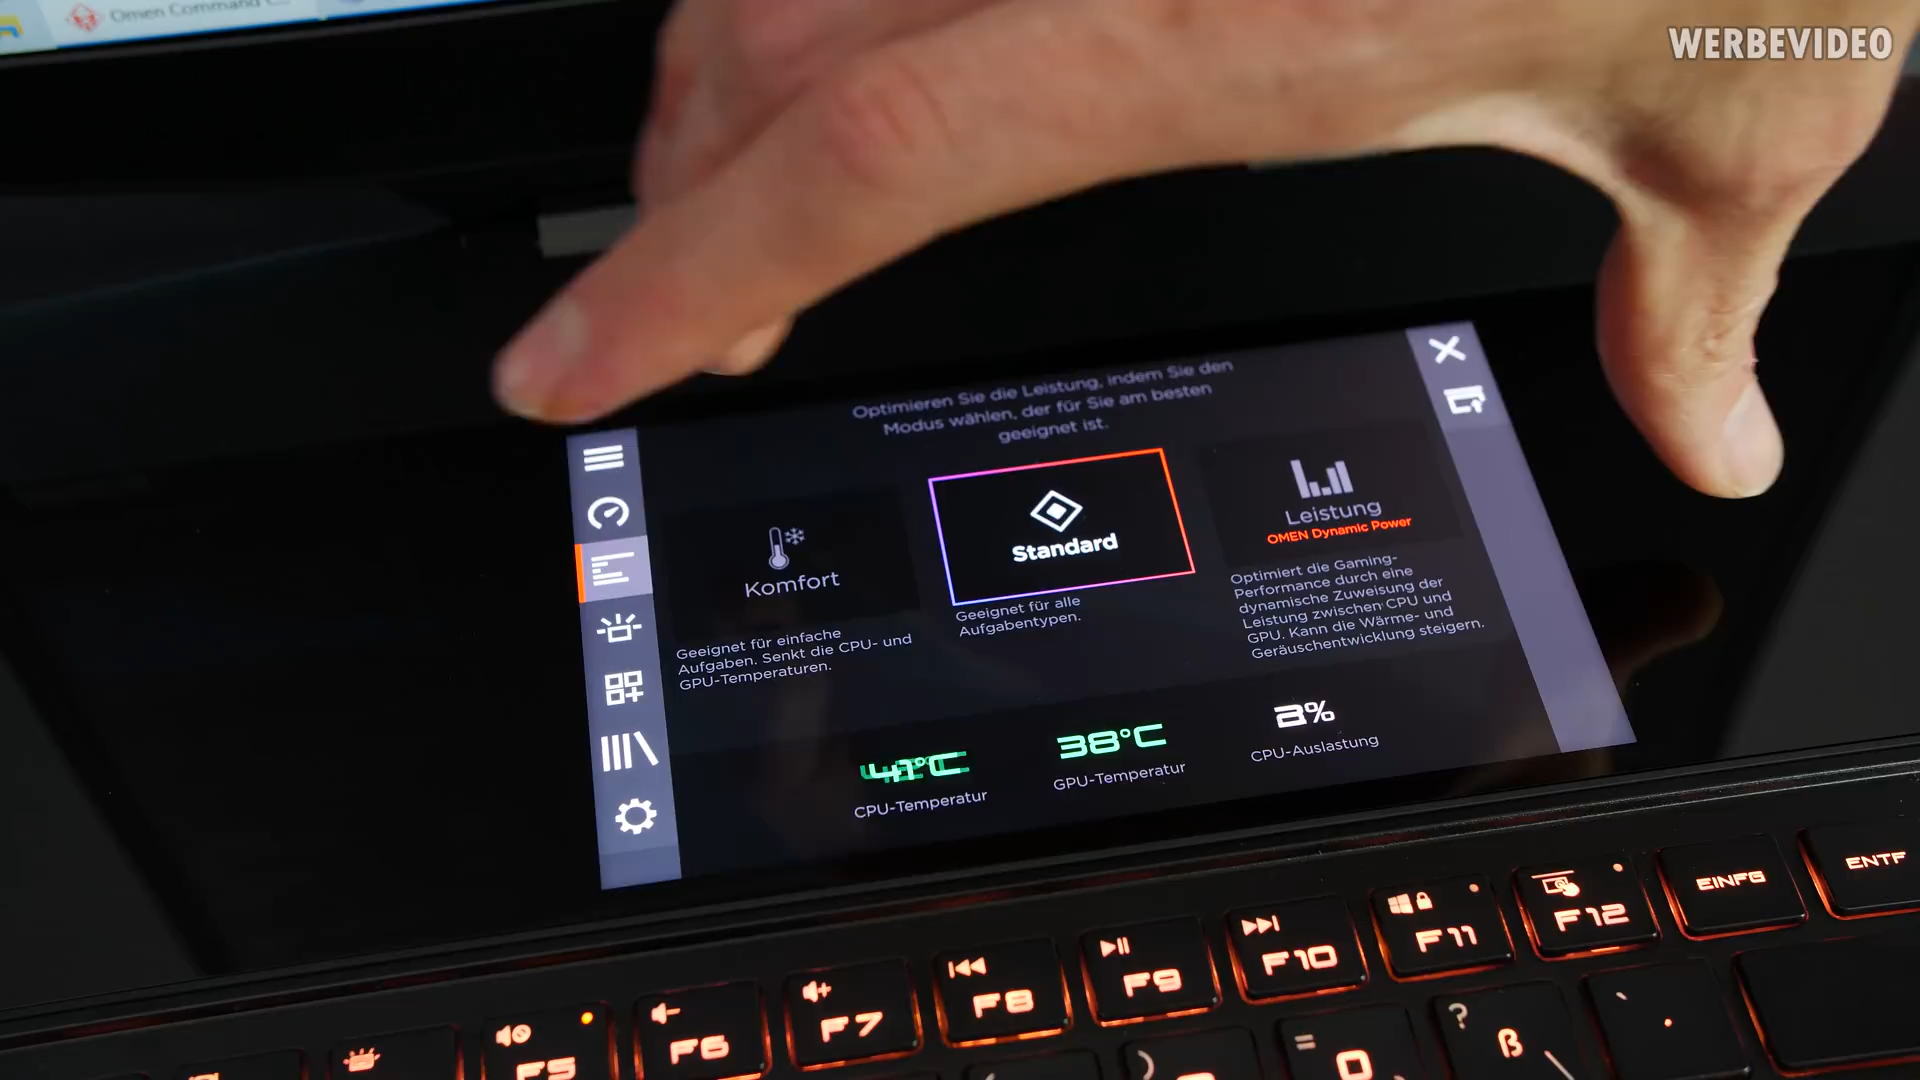 Omen Command C...
WERBEVIDEO
Optimieren Sie die Leistung, indem Sie den
Modus wählen, der für Sie am besten
geeignet ist.
Komfort
Geeignet für einfache
Aufgaben. Senkt die CPU- und
GPU-Temperaturen.
Standard
Geeignet für alle
Aufgabentypen.
Leistung
OMEN Dynamic Power
Optimiert die Gaming-
Performance durch eine
dynamische Zuweisung der
Leistung zwischen CPU und
GPU. Kann die Wärme- und
Geräuschentwicklung steigern.
CPU-Temperatur
38°C
GPU-Temperatur
2%
CPU-Auslastung
F5
F6
F7
F8
F9
F10
F11
F12
EINFG
ENTF
)
=
0
?
ß
\